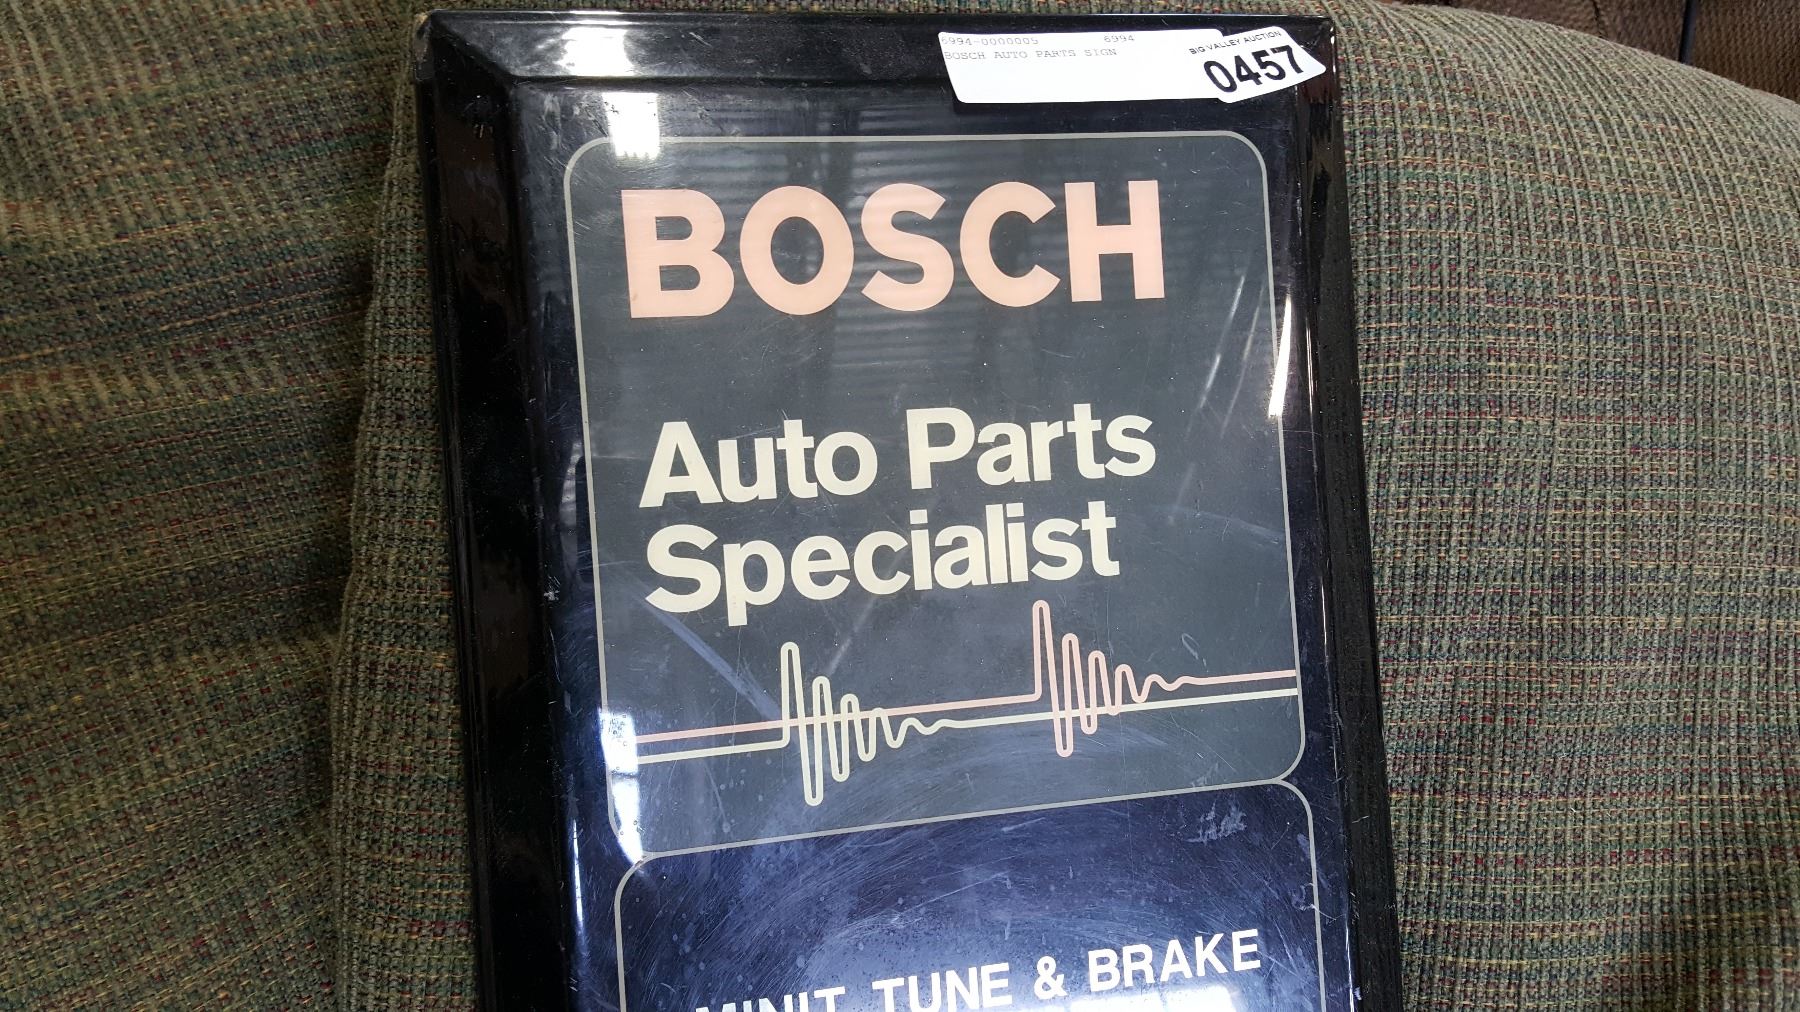 6994-0000005 6994
BOSCH AUTO PARTS SIGN
BIG VALLEY AUCTION
0457
BOSCH
Auto Parts
Specialist
MINIT TUNE & BRAKE